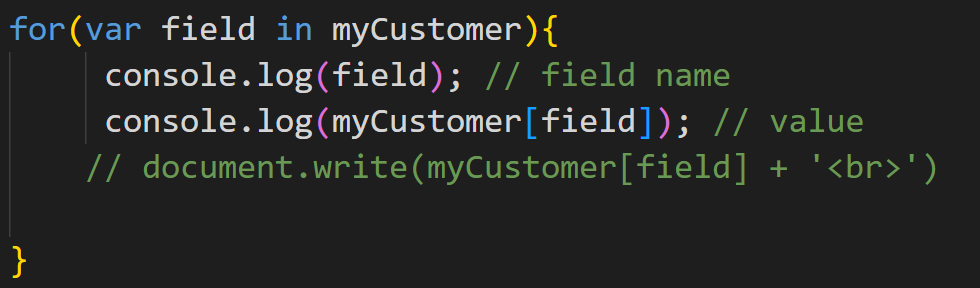 for(var field in myCustomer){
console.log(field); // field name
console.log(myCustomer[field]); // value
// document.write(myCustomer[field] + '<br>')
}